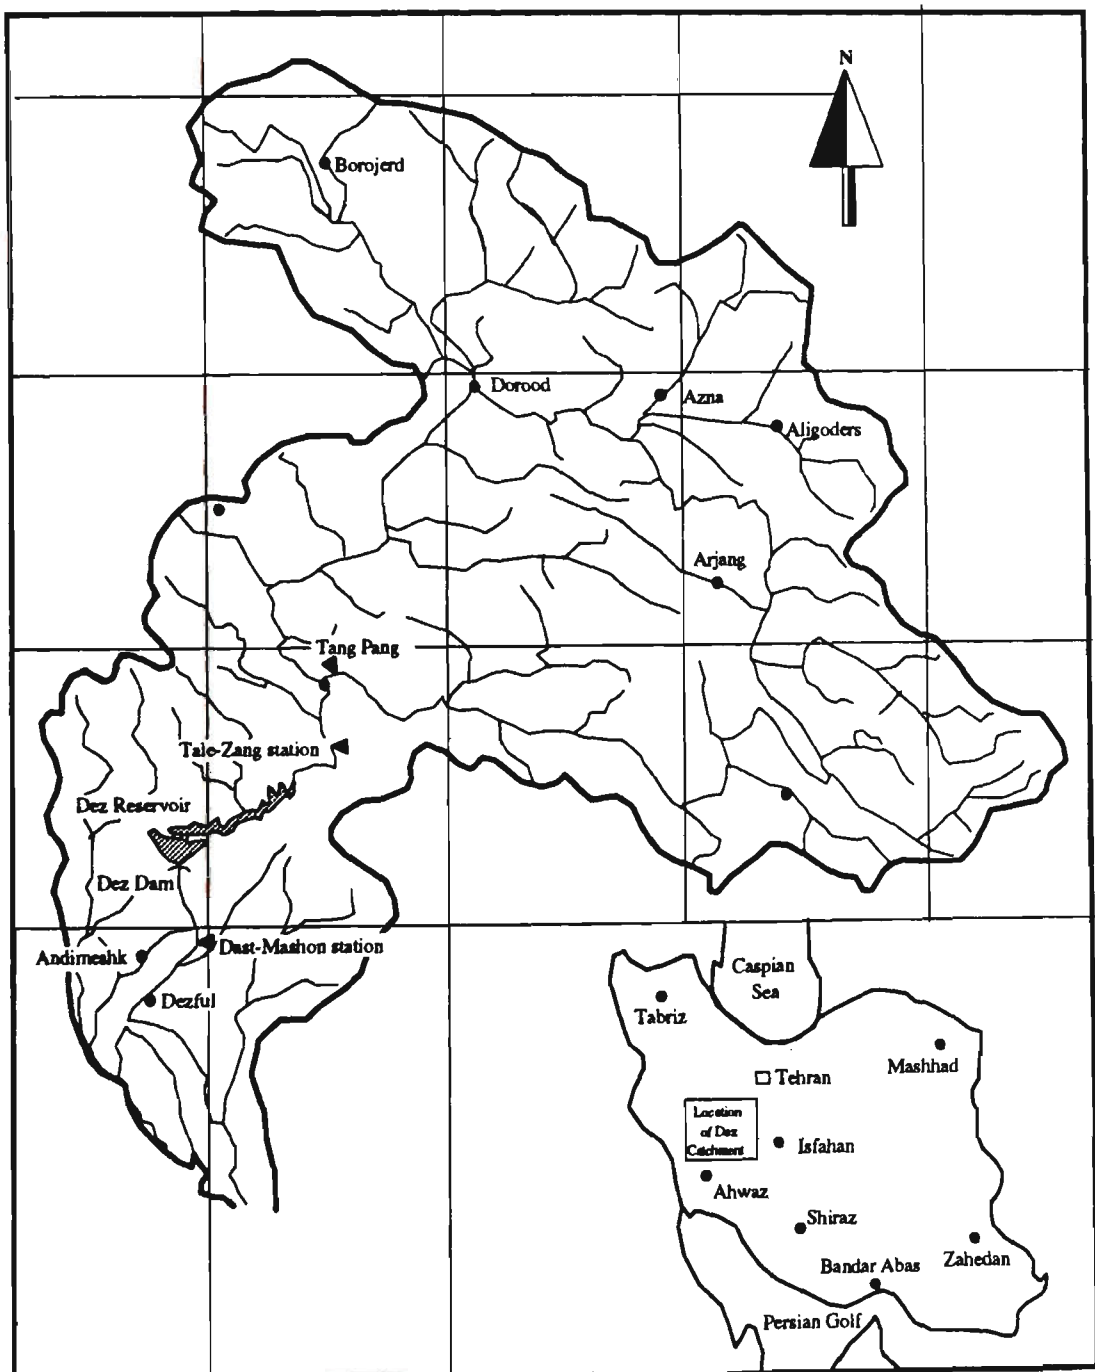 N
Borojerd
Dorood
Azna
Aligoders
Arjang
Tang Pang
Tale-Zang station
Dez Reservoir
Dez Dam
Andimeshk
Dast-Mashon station
Dezful
Caspian
Sea
Tabriz
Mashhad
Tehran
Location
of Dez
Catchment
Isfahan
Ahwaz
Shiraz
Zahedan
Bandar Abas
Persian Golf